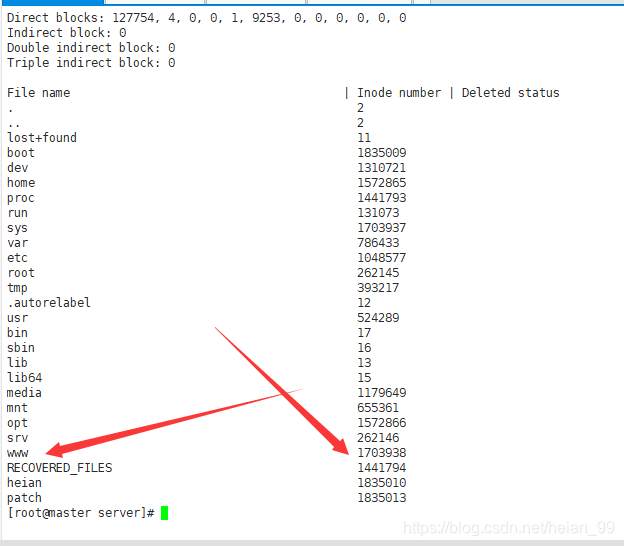 Direct blocks: 127754, 4, 0, 0, 1, 9253, 0, 0, 0, 0, 0, 0
Indirect block: 0
Double indirect block: 0
Triple indirect block: 0
File name | Inode number | Deleted status
. 2
.. 2
lost+found 11
boot 1835009
dev 1310721
home 1572865
proc 1441793
run 131073
sys 1703937
var 786433
etc 1048577
root 262145
tmp 393217
.autorelabel 12
usr 524289
bin 17
sbin 16
lib 13
lib64 15
media 1179649
mnt 655361
opt 1572866
srv 262146
www 1703938
RECOVERED_FILES 1441794
heian 1835010
patch 1835013
[root@master server]#
https://blog.csdn.net/heian_99